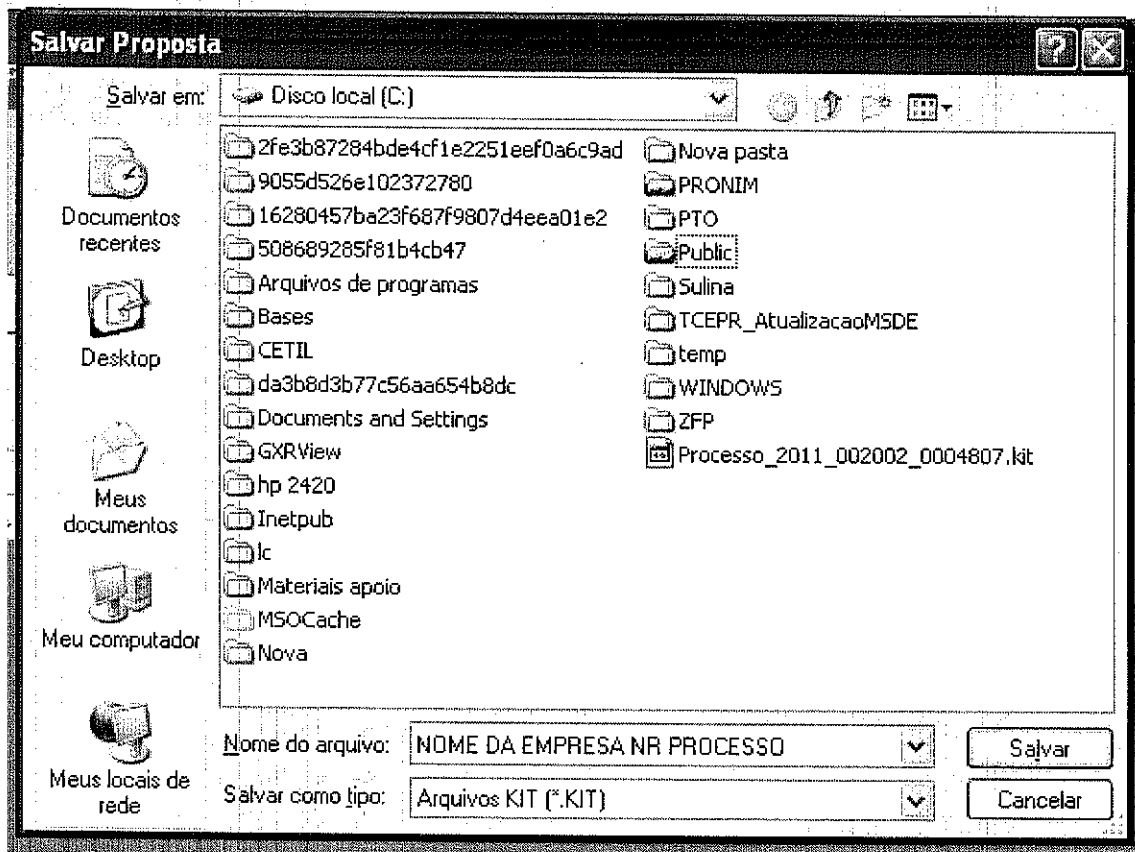 Salvar Proposta
Salvar em:
Disco local (C:)
Documentos
recentes
Desktop
Meus
documentos
Meu computador
Meus locais de
rede
2fe3b87284bde4cf1e2251eef0a6c9ad
9055d526e102372780
16280457ba23f687f9807d4eea01e2
508689285f81b4cb47
Arquivos de programas
Bases
CETIL
da3b8d3b77c56aa654b8dc
Documents and Settings
GXRView
hp 2420
Inetpub
lc
Materiais apoio
MSOCache
Nova
Nova pasta
PRONIM
PTO
Public
Sulina
TCEPR_AtualizacaoMSDE
temp
WINDOWS
ZFP
Processo_2011_002002_0004807.kit
Nome do arquivo:
NOME DA EMPRESA NR PROCESSO
Salvar
Salvar como tipo:
Arquivos KIT (*.KIT)
Cancelar